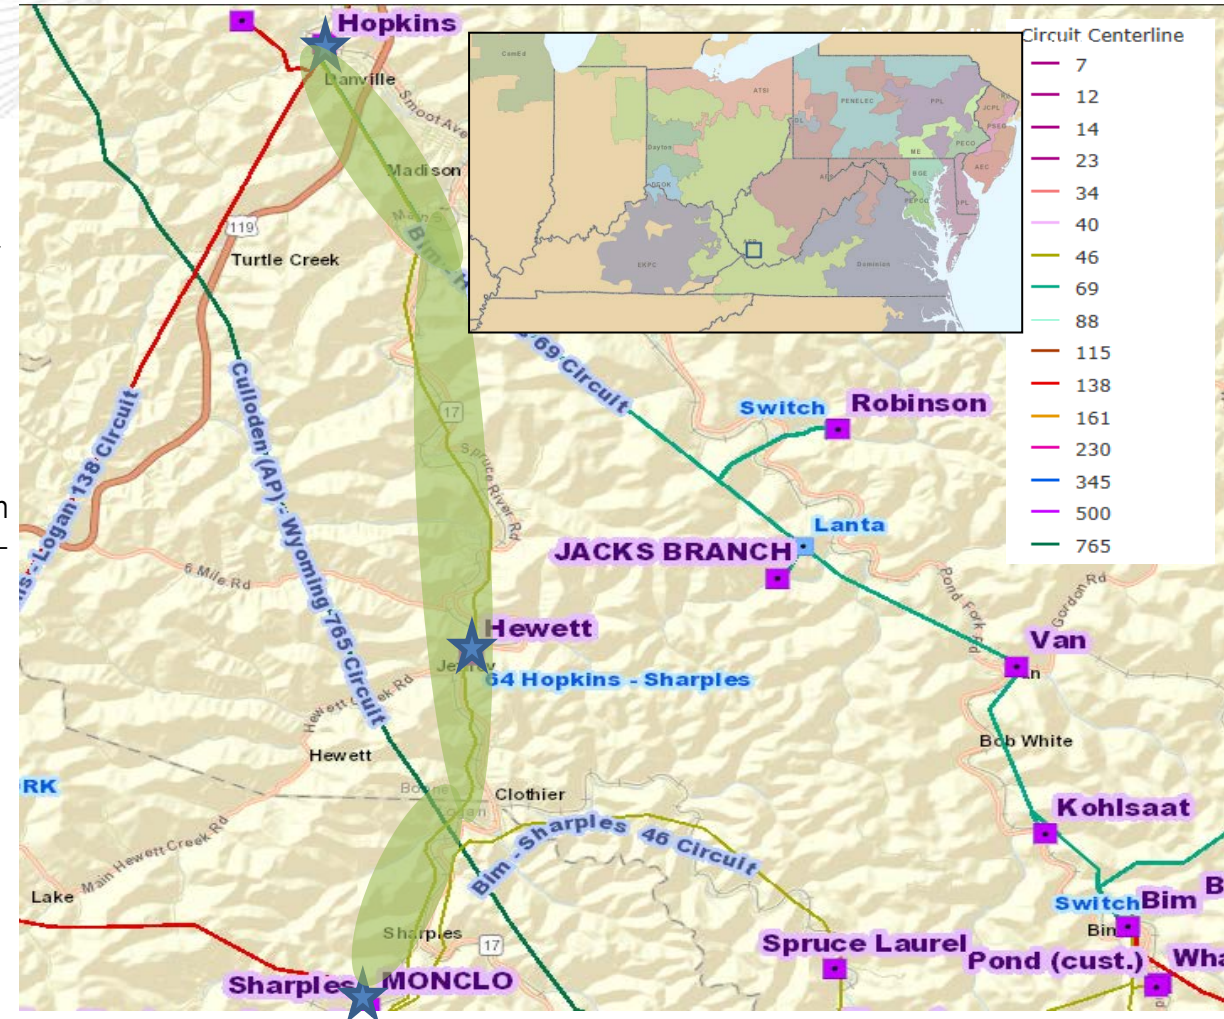 Hopkins
Danville
Smoot Ave
Madison
119
Turtle Creek
Bim - H
69 Circuit
17
Spruce River Rd
Switch
Robinson
Lanta
JACKS BRANCH
Logan 138 Circuit
Culloden (AP) - Wyoming 765 Circuit
6 Mile Rd
Pond Fork Rd
Gordon Rd
Hewett
64 Hopkins - Sharples
Van
Hewett Creek Rd
Hewett
Bob White
RK
Clothier
Kohlsaat
Bim - Sharples 46 Circuit
Main Hewett Creek Rd
Lake
Switch
Bim
B
Sharples
17
Spruce Laurel
Pond (cust.)
Wha
Sharples
MONCLO
ComEd
ATSI
PENELEC
PPL
JCPL
PSEG
Dayton
ME
PECO
AEC
BGE
EKPC
Dominion
Circuit Centerline
7
12
14
23
34
40
46
69
88
115
138
161
230
345
500
765